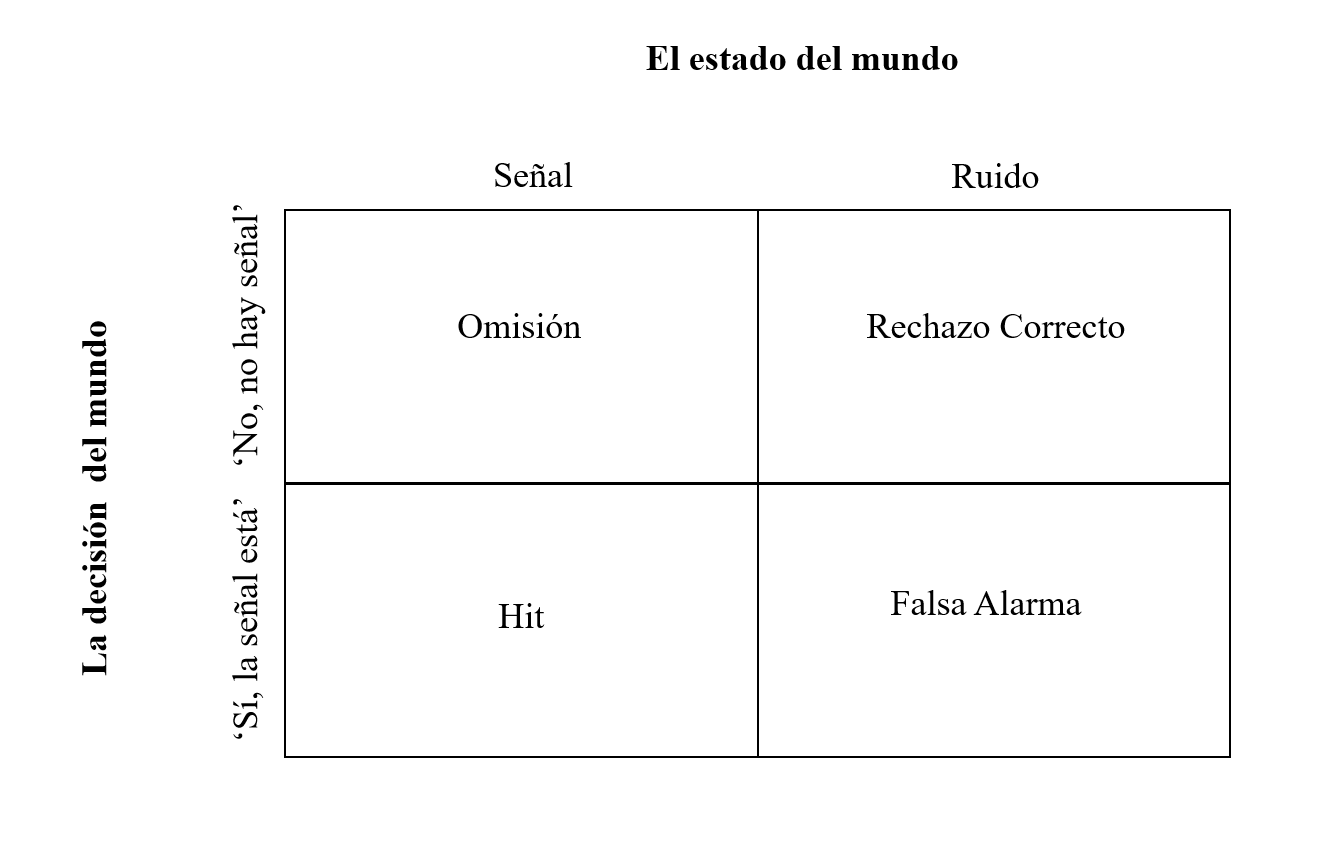 El estado del mundo
Señal
Ruido
La decisión del mundo
‘No, no hay señal’
Omisión
Rechazo Correcto
‘Sí, la señal está’
Hit
Falsa Alarma